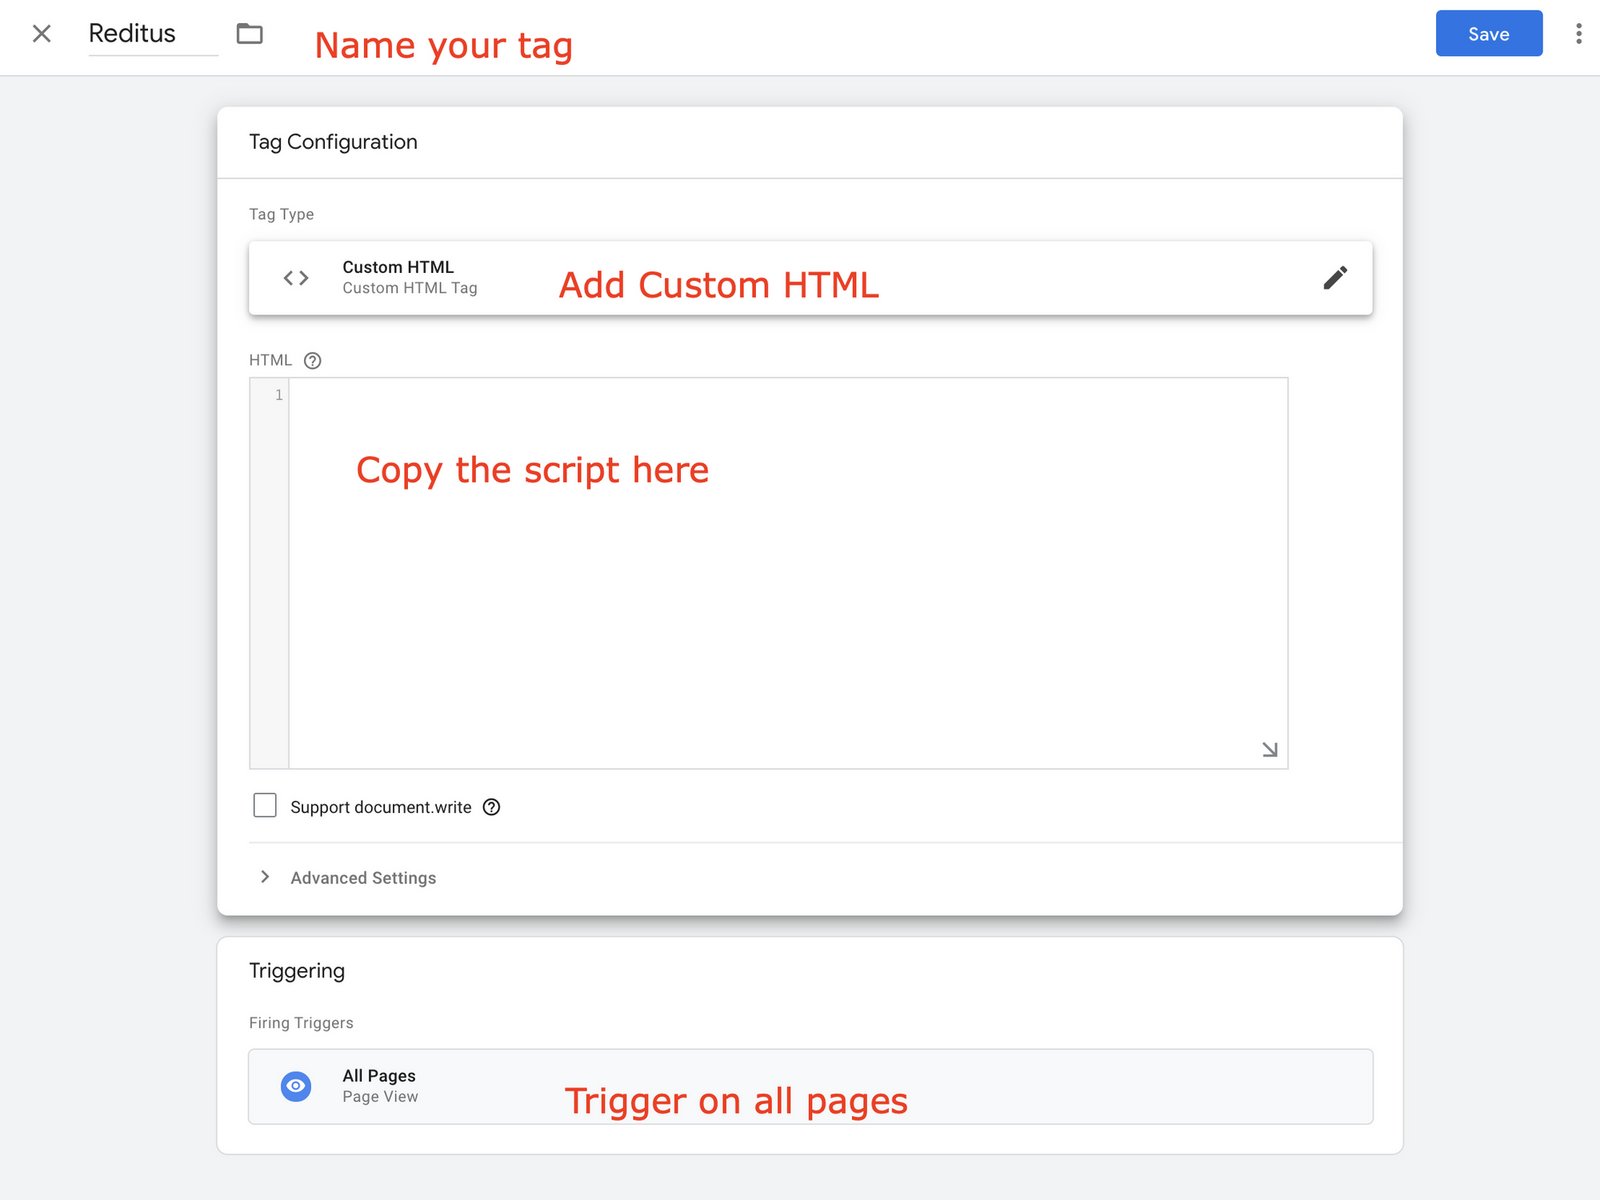 Reditus
Name your tag
Save
Tag Configuration
Tag Type
Custom HTML
Custom HTML Tag
Add Custom HTML
HTML
1
Copy the script here
Support document.write
Advanced Settings
Triggering
Firing Triggers
All Pages
Page View
Trigger on all pages